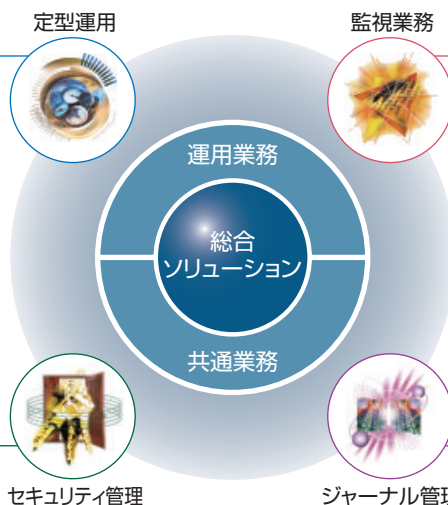 定型運用
監視業務
運用業務
総合
ソリューション
共通業務
セキュリティ管理
ジャーナル管理